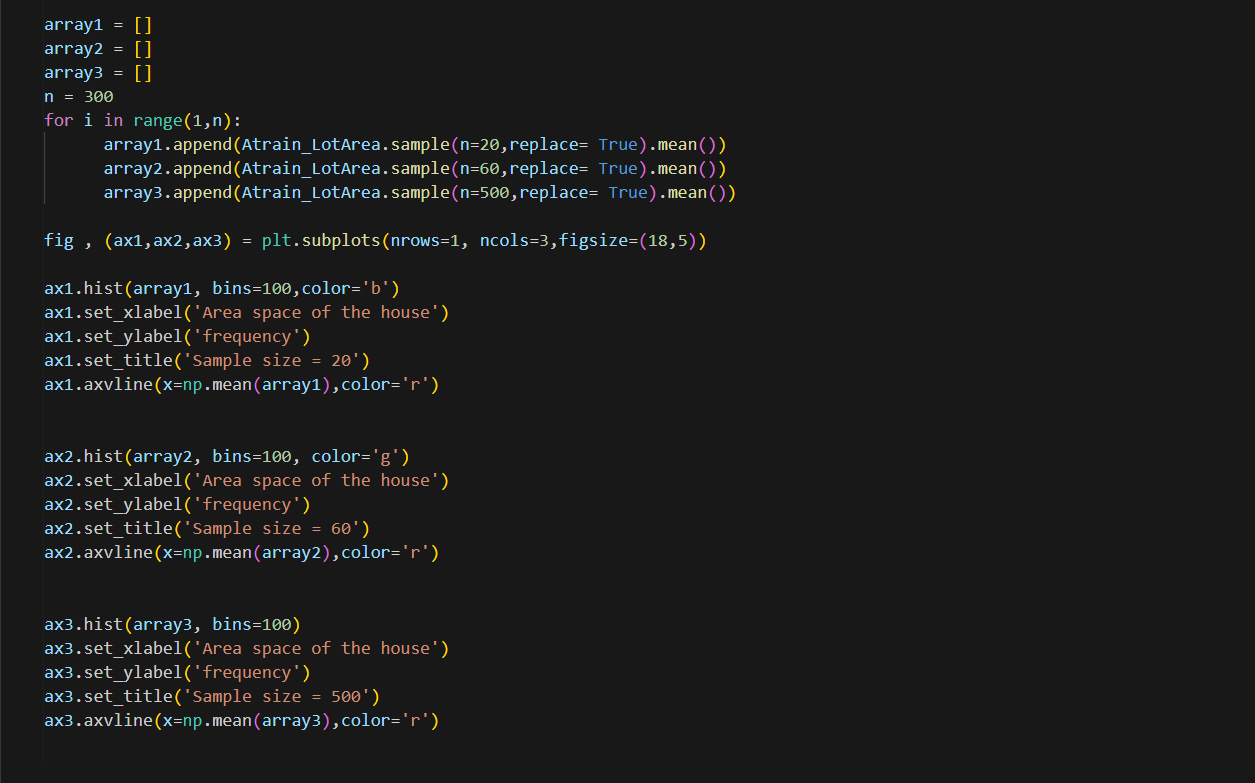 array1 = []
array2 = []
array3 = []
n = 300
for i in range(1,n):
      array1.append(Atrain_LotArea.sample(n=20,replace= True).mean())
      array2.append(Atrain_LotArea.sample(n=60,replace= True).mean())
      array3.append(Atrain_LotArea.sample(n=500,replace= True).mean())
fig , (ax1,ax2,ax3) = plt.subplots(nrows=1, ncols=3,figsize=(18,5))
ax1.hist(array1, bins=100,color='b')
ax1.set_xlabel('Area space of the house')
ax1.set_ylabel('frequency')
ax1.set_title('Sample size = 20')
ax1.axvline(x=np.mean(array1),color='r')
ax2.hist(array2, bins=100, color='g')
ax2.set_xlabel('Area space of the house')
ax2.set_ylabel('frequency')
ax2.set_title('Sample size = 60')
ax2.axvline(x=np.mean(array2),color='r')
ax3.hist(array3, bins=100)
ax3.set_xlabel('Area space of the house')
ax3.set_ylabel('frequency')
ax3.set_title('Sample size = 500')
ax3.axvline(x=np.mean(array3),color='r')